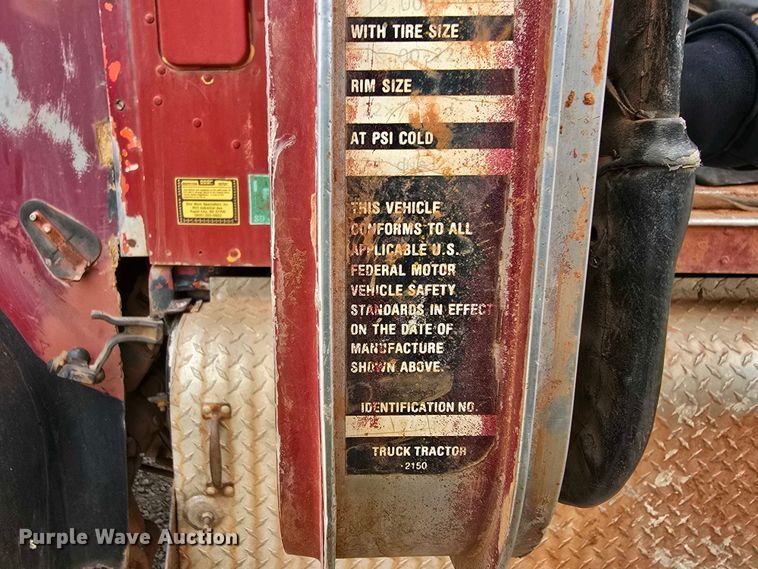 WITH TIRE SIZE
RIM SIZE
AT PSI COLD
THIS VEHICLE
CONFORMS TO ALL
APPLICABLE U.S.
FEDERAL MOTOR
VEHICLE SAFETY
STANDARDS IN EFFECT
ON THE DATE OF
MANUFACTURE
SHOWN ABOVE.
IDENTIFICATION NO.
TRUCK TRACTOR
2150
Purple Wave Auction